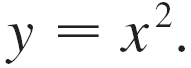 y = x².